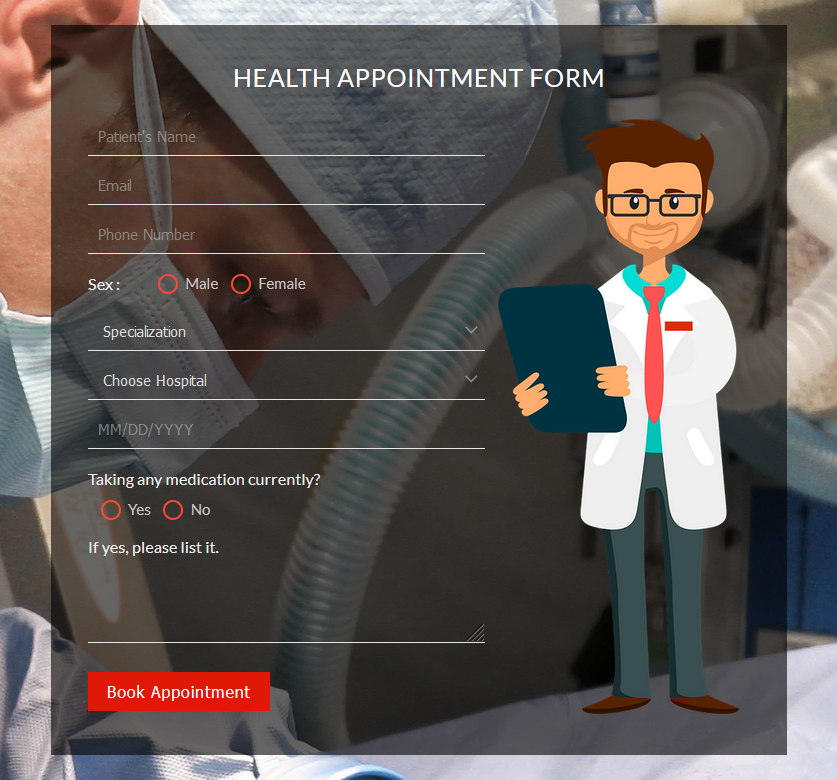 HEALTH APPOINTMENT FORM
Patient's Name
Email
Phone Number
Sex : Male Female
Specialization
Choose Hospital
MM/DD/YYYY
Taking any medication currently?
Yes No
If yes, please list it.
Book Appointment